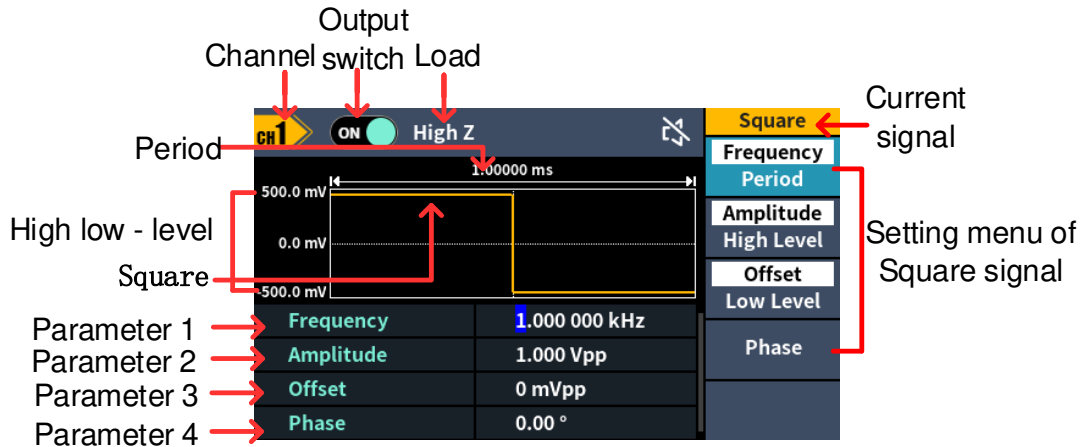 Output
Channel switch Load
Current
signal
CH1 ON High Z
Square
Period
1.00000 ms
Frequency
Period
500.0 mV
Amplitude
High Level
High low - level
0.0 mV
Setting menu of
Square signal
Square
Offset
Low Level
-500.0 mV
Parameter 1
Frequency 1.000 000 kHz
Phase
Parameter 2
Amplitude 1.000 Vpp
Parameter 3
Offset 0 mVpp
Parameter 4
Phase 0.00 °